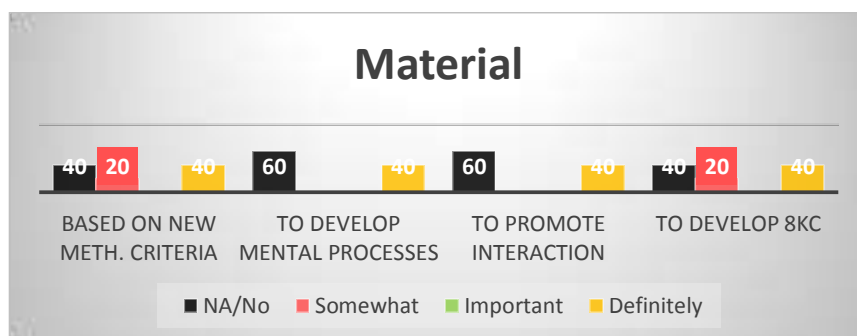 Material
40 20 40 60 40 60 40 40 20 40
BASED ON NEW TO DEVELOP TO PROMOTE TO DEVELOP 8KC
METH. CRITERIA MENTAL PROCESSES INTERACTION
NA/No Somewhat Important Definitely